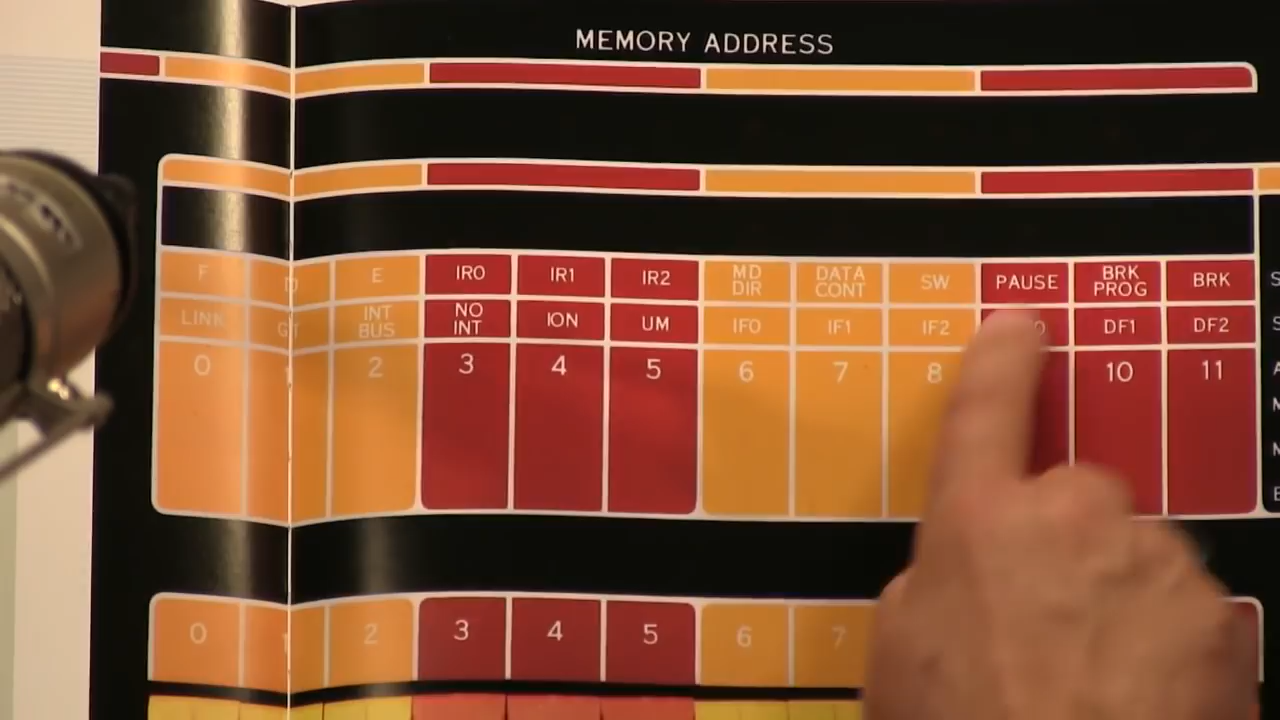 MEMORY ADDRESS
F D E IR0 IR1 IR2 MD DIR DATA CONT SW PAUSE BRK PROG BRK S
LINK INT BUS NO INT ION UM IF0 IF1 IF2 DF1 DF2 S
0 1 2 3 4 5 6 7 8 10 11 A
M
M
E
0 1 2 3 4 5 6 7